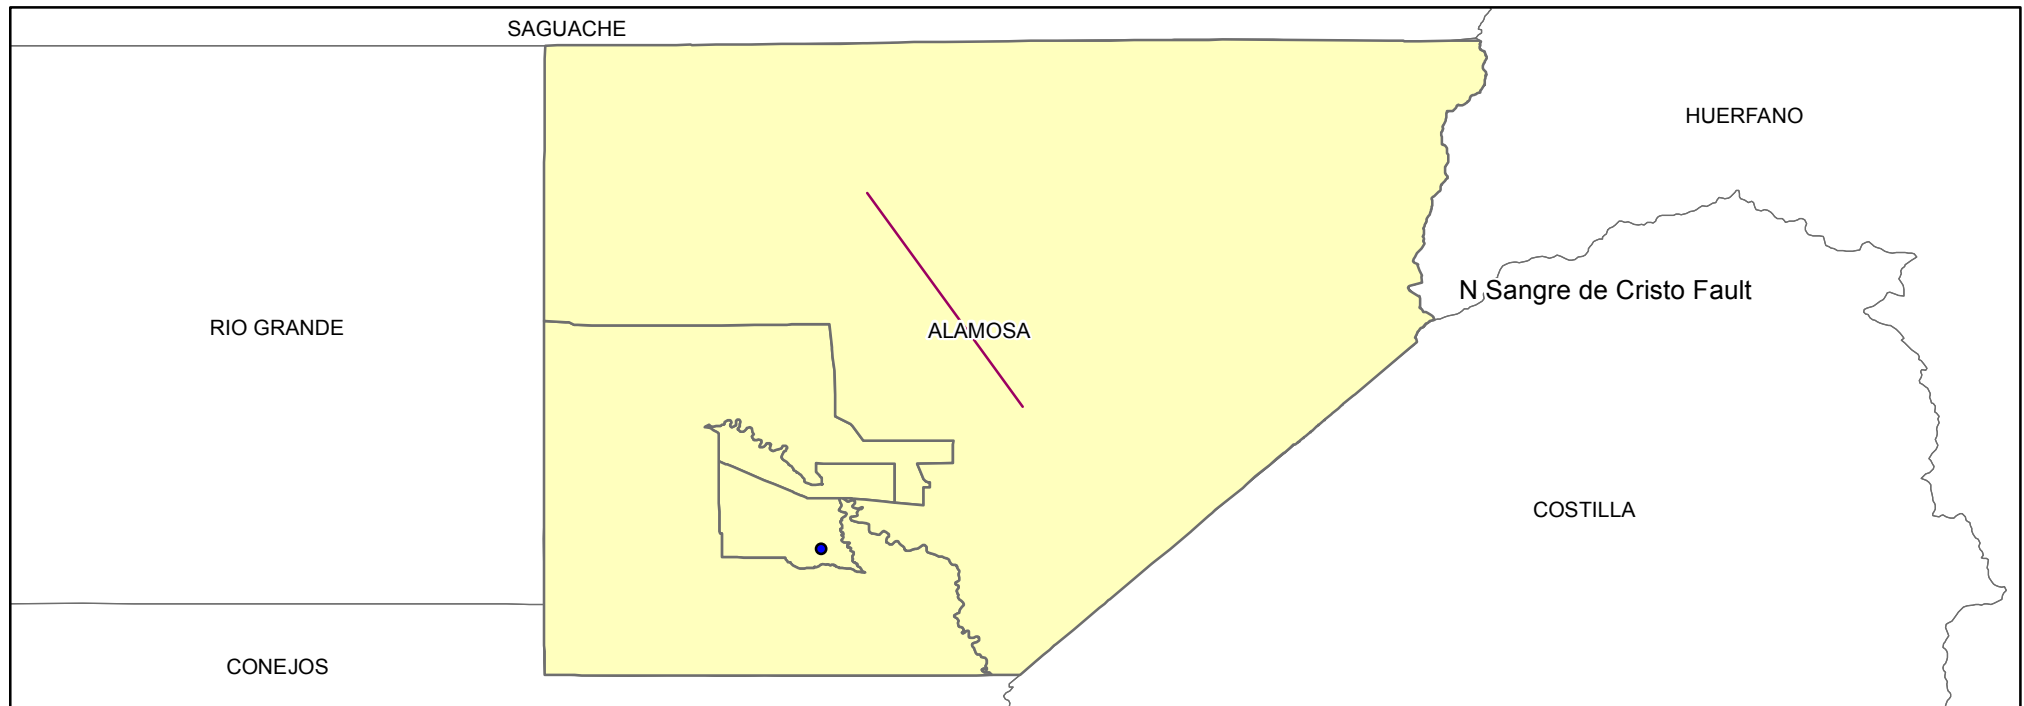 SAGUACHE
HUERFANO
N Sangre de Cristo Fault
RIO GRANDE
ALAMOSA
COSTILLA
CONEJOS